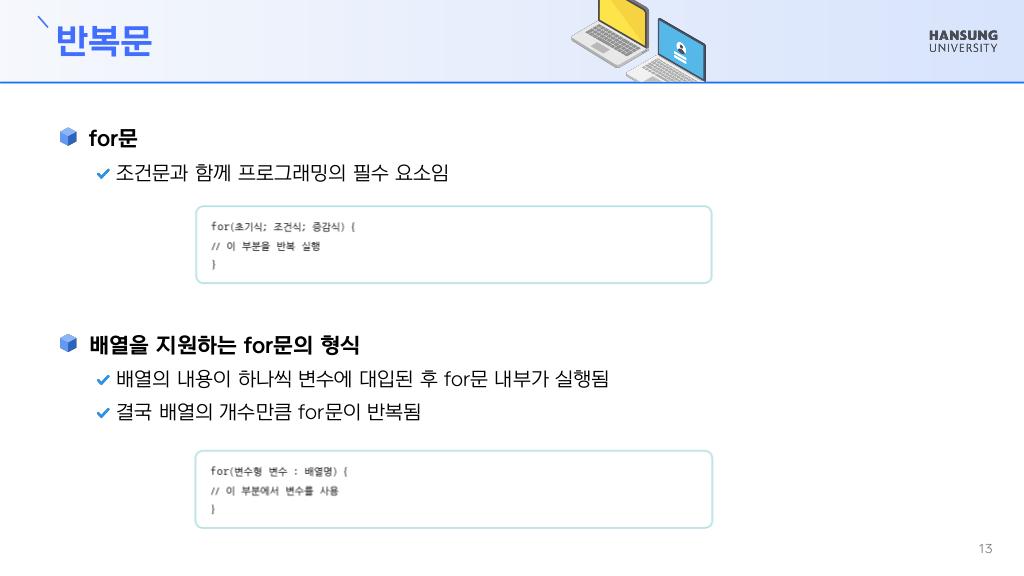 반복문
HANSUNG
UNIVERSITY
for문
조건문과 함께 프로그래밍의 필수 요소임
for(초기식; 조건식; 증감식) {
// 이 부분을 반복 실행
}
배열을 지원하는 for문의 형식
배열의 내용이 하나씩 변수에 대입된 후 for문 내부가 실행됨
결국 배열의 개수만큼 for문이 반복됨
for(변수형 변수 : 배열명) {
// 이 부분에서 변수를 사용
}
13